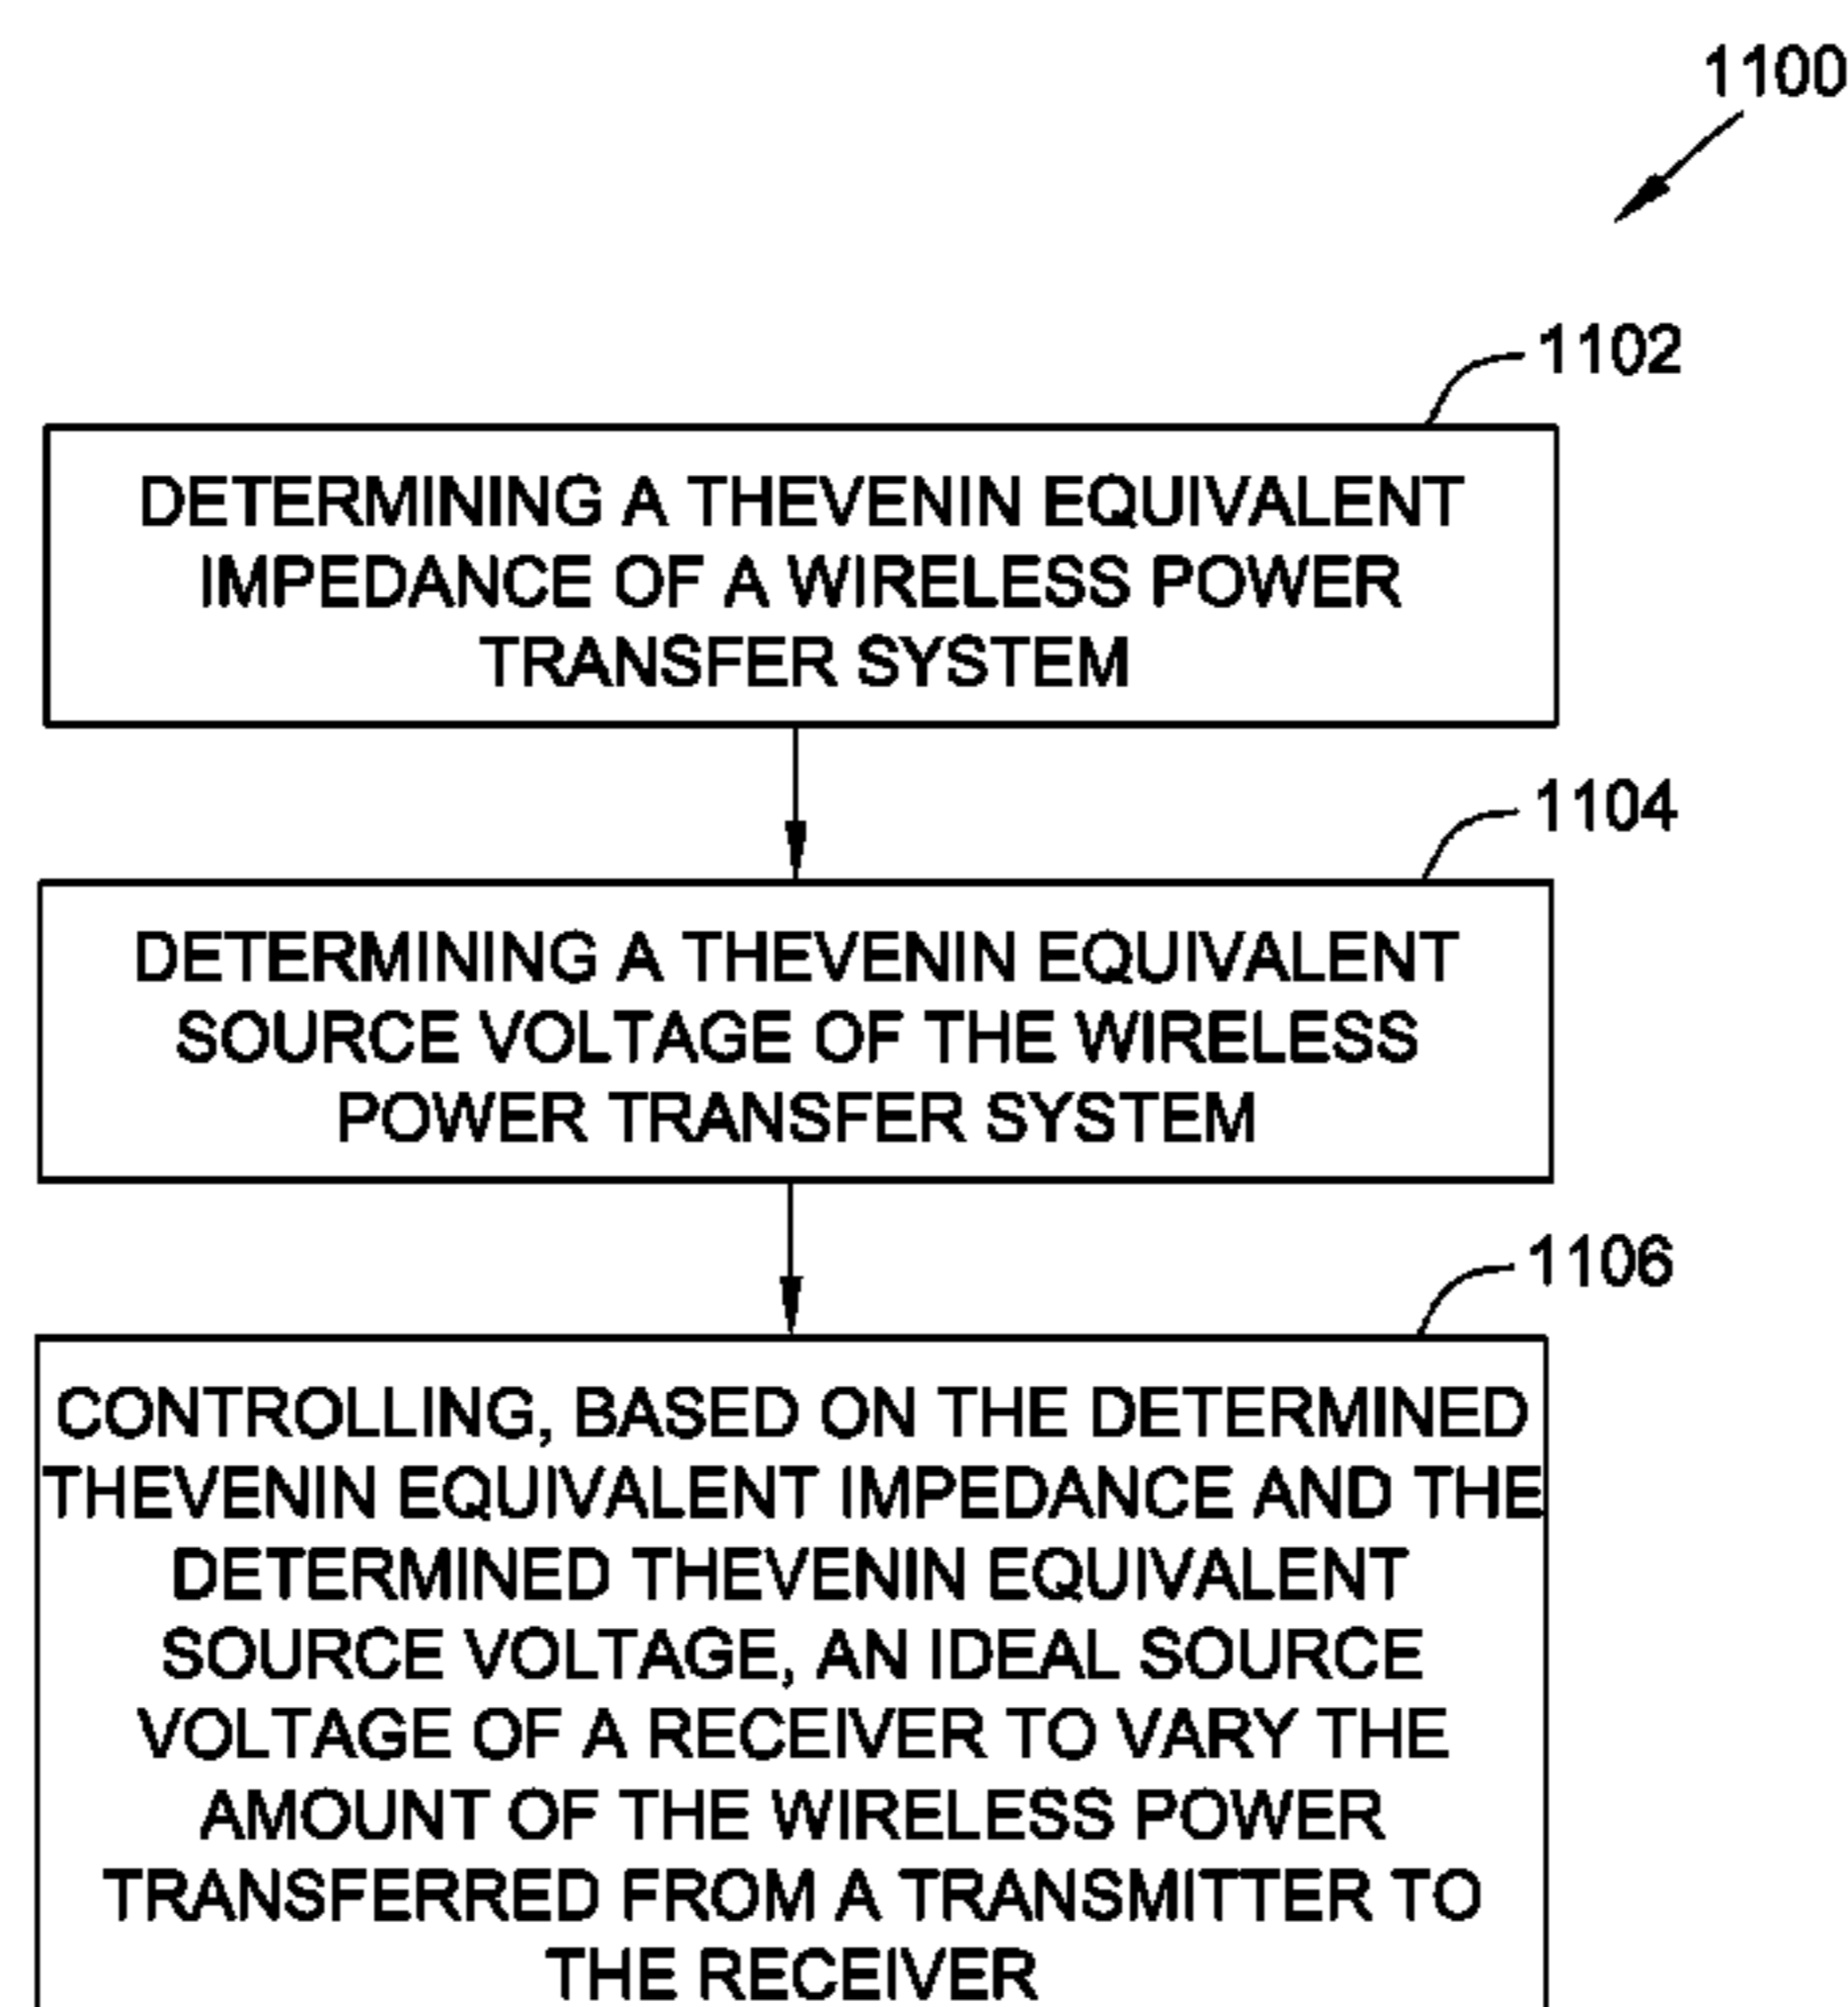 1100
1102
DETERMINING A THEVENIN EQUIVALENT
IMPEDANCE OF A WIRELESS POWER
TRANSFER SYSTEM
1104
DETERMINING A THEVENIN EQUIVALENT
SOURCE VOLTAGE OF THE WIRELESS
POWER TRANSFER SYSTEM
1106
CONTROLLING, BASED ON THE DETERMINED
THEVENIN EQUIVALENT IMPEDANCE AND THE
DETERMINED THEVENIN EQUIVALENT
SOURCE VOLTAGE, AN IDEAL SOURCE
VOLTAGE OF A RECEIVER TO VARY THE
AMOUNT OF THE WIRELESS POWER
TRANSFERRED FROM A TRANSMITTER TO
THE RECEIVER